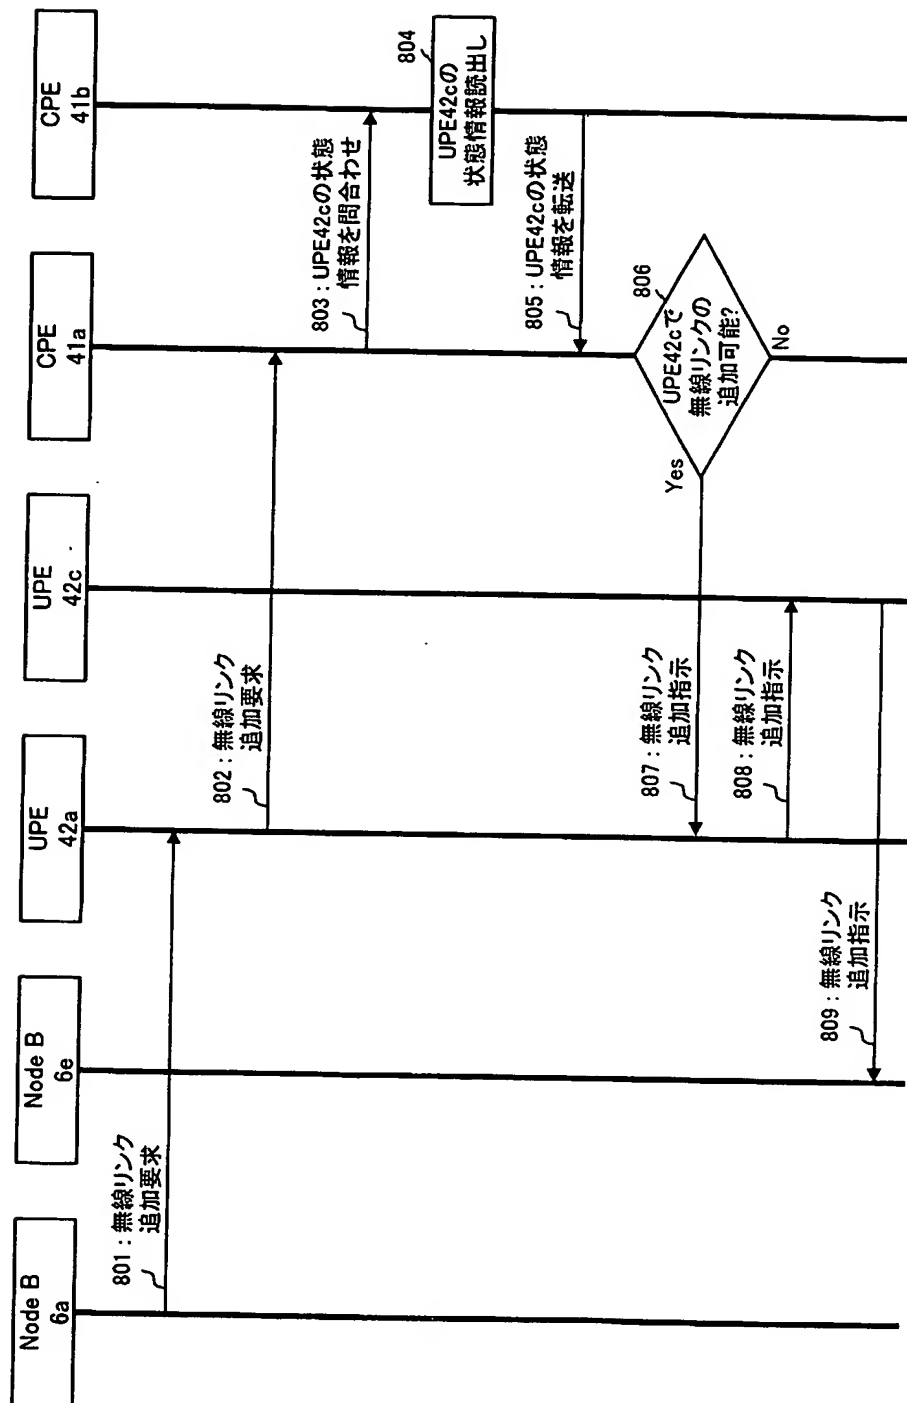 Node B
6a
Node B
6e
UPE
42a
UPE
42c
CPE
41a
CPE
41b
801：無線リンク
追加要求
802：無線リンク
追加要求
803：UPE42cの状態
情報を問合わせ
804
UPE42cの
状態情報読出し
805：UPE42cの状態
情報を転送
806
UPE42cで
無線リンクの
追加可能?
Yes
No
807：無線リンク
追加指示
808：無線リンク
追加指示
809：無線リンク
追加指示